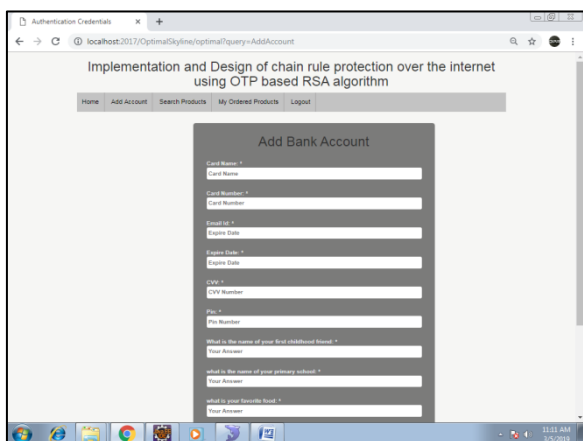 Authentication Credentials
localhost:2017/OptimalSkyline/optimal?query=AddAccount
Implementation and Design of chain rule protection over the internet
using OTP based RSA algorithm
Home Add Account Search Products My Ordered Products Logout
Add Bank Account
Card Name: *
Card Name
Card Number: *
Card Number
Email Id: *
Expire Date
Expire Date: *
Expire Date
CVV: *
CVV Number
Pin: *
Pin Number
What is the name of your first childhood friend: *
Your Answer
what is the name of your primary school: *
Your Answer
what is your favorite food: *
Your Answer
11:11 AM
1/5/2019